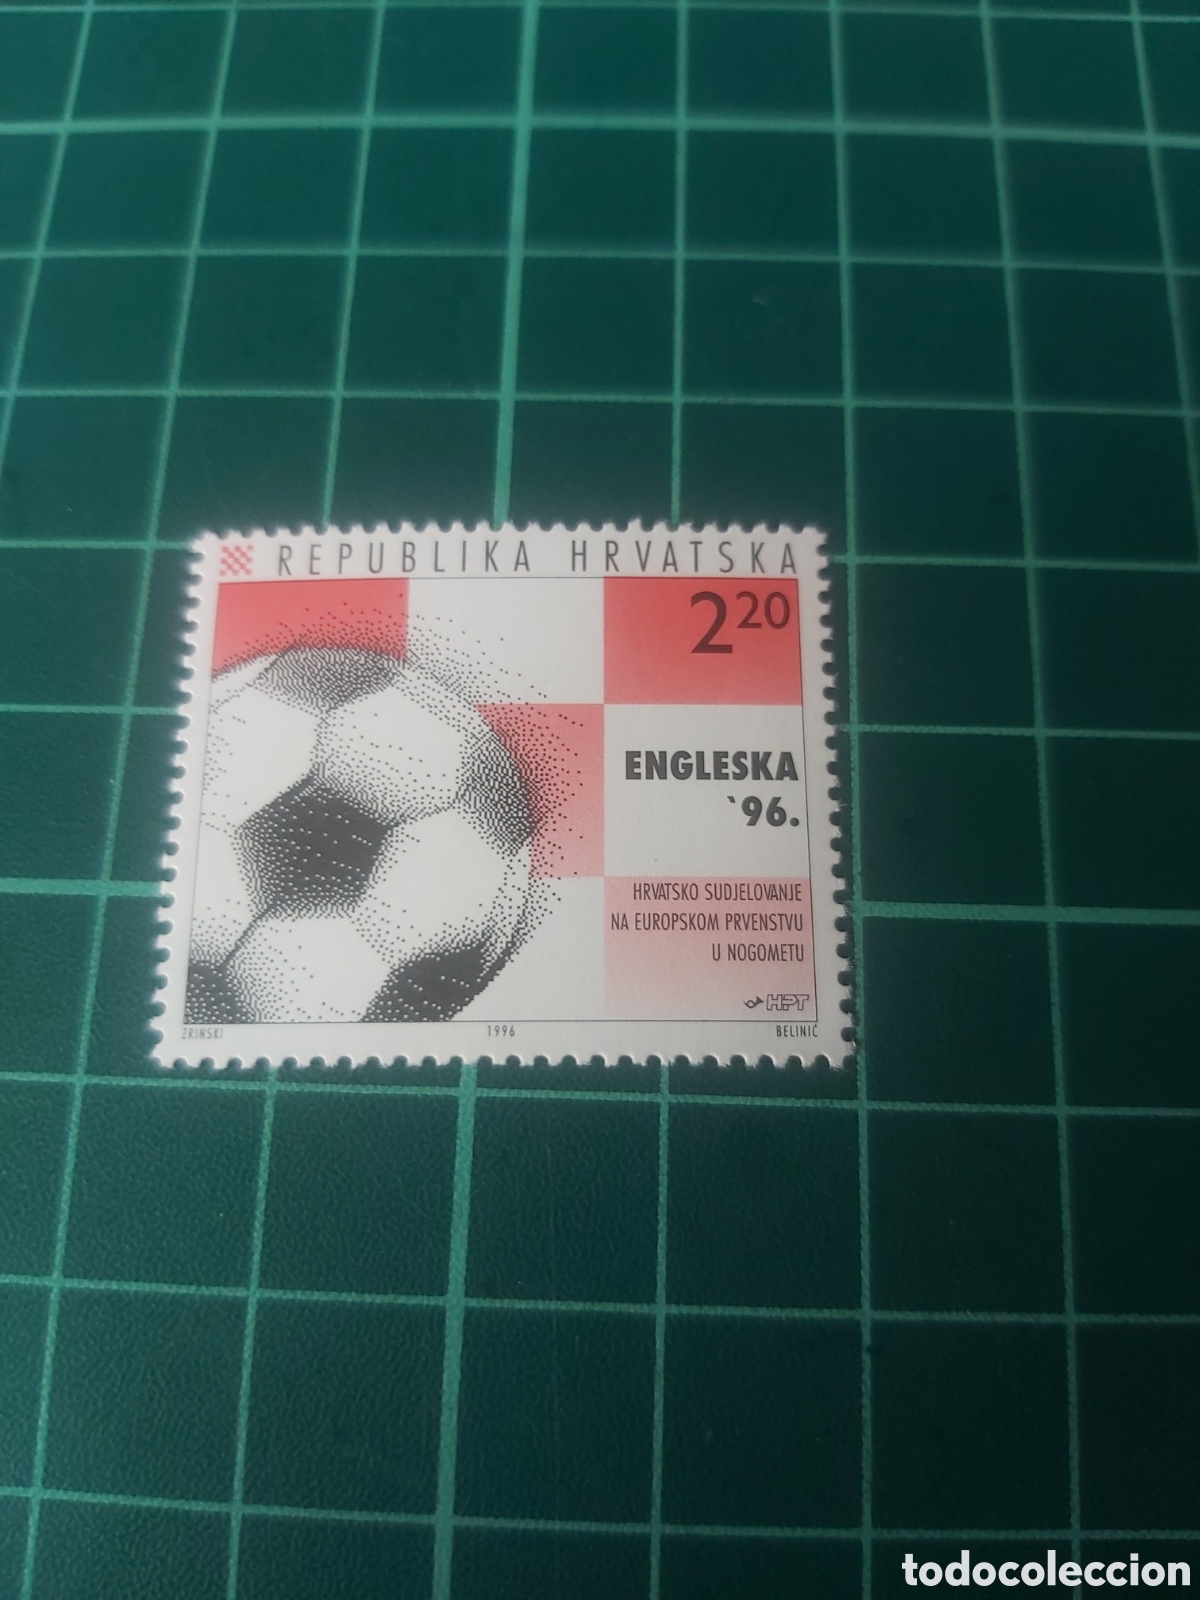 REPUBLIKA HRVATSKA
2 20
ENGLESKA
`96.
HRVATSKO SUDJELOVANJE
NA EUROPSKOM PRVENSTVU
U NOGOMETU
HPT
ZRINSKI 1996 BELINIĆ
todocoleccion